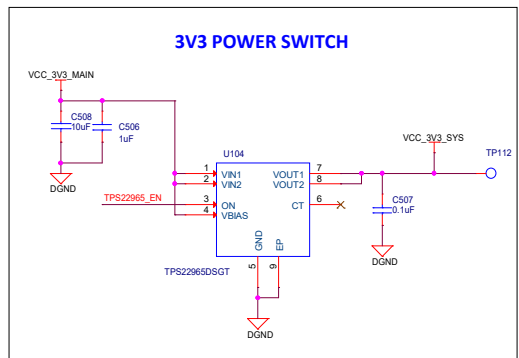 3V3 POWER SWITCH
VCC_3V3_MAIN
C508
10uF
C506
1uF
DGND
U104
1
VIN1
2
VIN2
TPS22965_EN
3
ON
4
VBIAS
VOUT1
7
VOUT2
8
CT
6
GND
EP
5
9
TPS22965DSGT
DGND
VCC_3V3_SYS
TP112
C507
0.1uF
DGND